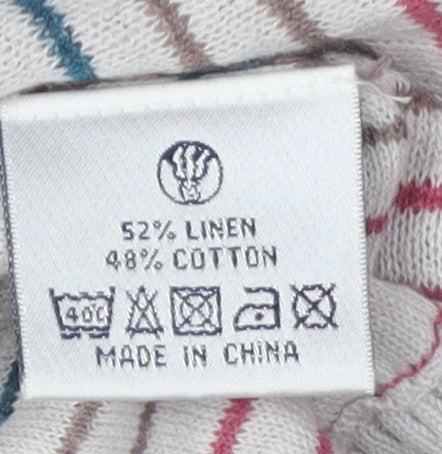 52% LINEN
48% COTTON
40C
MADE IN CHINA